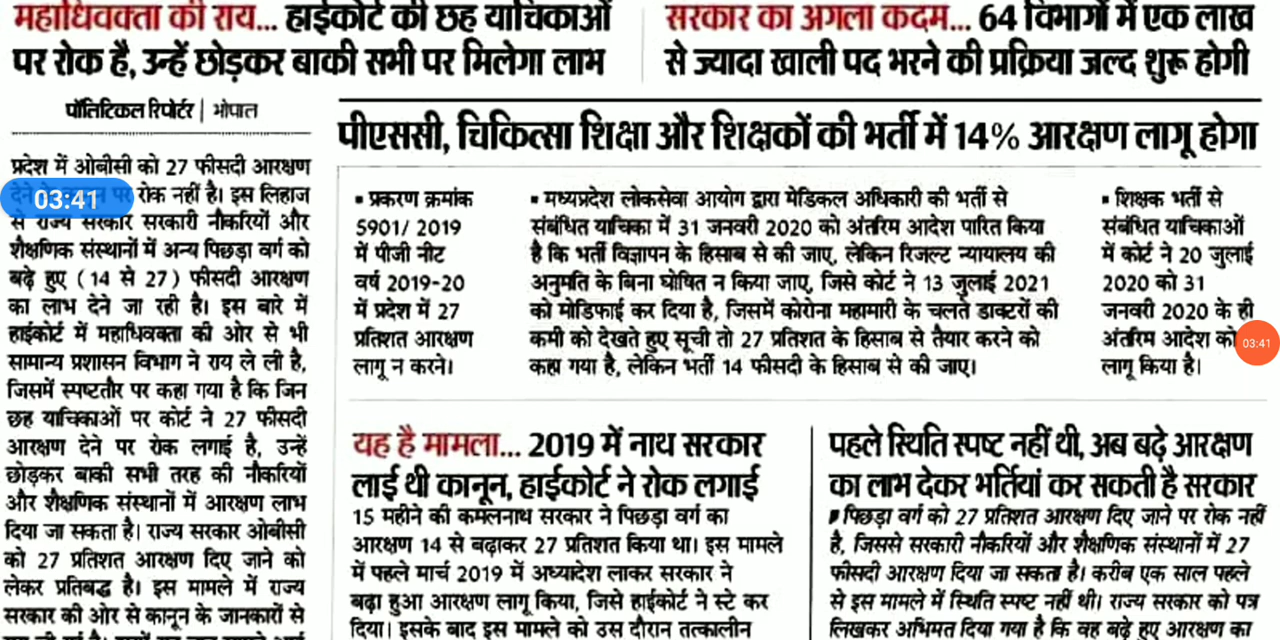 महाधिवक्ता की राय... हाईकोर्ट की छह याचिकाओं
पर रोक है, उन्हें छोड़कर बाकी सभी पर मिलेगा लाभ
सरकार का अगला कदम... 64 विभागों में एक लाख
से ज्यादा खाली पद भरने की प्रक्रिया जल्द शुरू होगी
पॉलिटिकल रिपोर्टर | भोपाल
प्रदेश में ओबीसी को 27 फीसदी आरक्षण
पर रोक नहीं है। इस लिहाज
से राज्य सरकार सरकारी नौकरियों और
शैक्षणिक संस्थानों में अन्य पिछड़ा वर्ग को
बढ़े हुए (14 से 27) फीसदी आरक्षण
का लाभ देने जा रही है। इस बारे में
हाईकोर्ट में महाधिवक्ता की ओर से भी
सामान्य प्रशासन विभाग ने राय ले ली है,
जिसमें स्पष्टतौर पर कहा गया है कि जिन
छह याचिकाओं पर कोर्ट ने 27 फीसदी
आरक्षण देने पर रोक लगाई है, उन्हें
छोड़कर बाकी सभी तरह की नौकरियों
और शैक्षणिक संस्थानों में आरक्षण लाभ
दिया जा सकता है। राज्य सरकार ओबीसी
को 27 प्रतिशत आरक्षण दिए जाने को
लेकर प्रतिबद्ध है। इस मामले में राज्य
सरकार की ओर से कानून के जानकारों से
03:41
पीएससी, चिकित्सा शिक्षा और शिक्षकों की भर्ती में 14% आरक्षण लागू होगा
▪ प्रकरण क्रमांक
5901/ 2019
में पीजी नीट
वर्ष 2019-20
में प्रदेश में 27
प्रतिशत आरक्षण
लागू न करने।
▪ मध्यप्रदेश लोकसेवा आयोग द्वारा मेडिकल अधिकारी की भर्ती से
संबंधित याचिका में 31 जनवरी 2020 को अंतरिम आदेश पारित किया
है कि भर्ती विज्ञापन के हिसाब से की जाए, लेकिन रिजल्ट न्यायालय की
अनुमति के बिना घोषित न किया जाए, जिसे कोर्ट ने 13 जुलाई 2021
को मोडिफाई कर दिया है, जिसमें कोरोना महामारी के चलते डाक्टरों की
कमी को देखते हुए सूची तो 27 प्रतिशत के हिसाब से तैयार करने को
कहा गया है, लेकिन भर्ती 14 फीसदी के हिसाब से की जाए।
▪ शिक्षक भर्ती से
संबंधित याचिकाओं
में कोर्ट ने 20 जुलाई
2020 को 31
जनवरी 2020 के ही
अंतरिम आदेश को
लागू किया है।
03:41
यह है मामला... 2019 में नाथ सरकार
लाई थी कानून, हाईकोर्ट ने रोक लगाई
15 महीने की कमलनाथ सरकार ने पिछड़ा वर्ग का
आरक्षण 14 से बढ़ाकर 27 प्रतिशत किया था। इस मामले
में पहले मार्च 2019 में अध्यादेश लाकर सरकार ने
बढ़ा हुआ आरक्षण लागू किया, जिसे हाईकोर्ट ने स्टे कर
दिया। इसके बाद इस मामले को उस दौरान तत्कालीन
पहले स्थिति स्पष्ट नहीं थी, अब बढ़े आरक्षण
का लाभ देकर भर्तियां कर सकती है सरकार
▪ पिछड़ा वर्ग को 27 प्रतिशत आरक्षण दिए जाने पर रोक नहीं
है, जिससे सरकारी नौकरियों और शैक्षणिक संस्थानों में 27
फीसदी आरक्षण दिया जा सकता है। करीब एक साल पहले
से इस मामले में स्थिति स्पष्ट नहीं थी। राज्य सरकार को पत्र
लिखकर अभिमत दिया गया है कि वह बढ़े हुए आरक्षण का